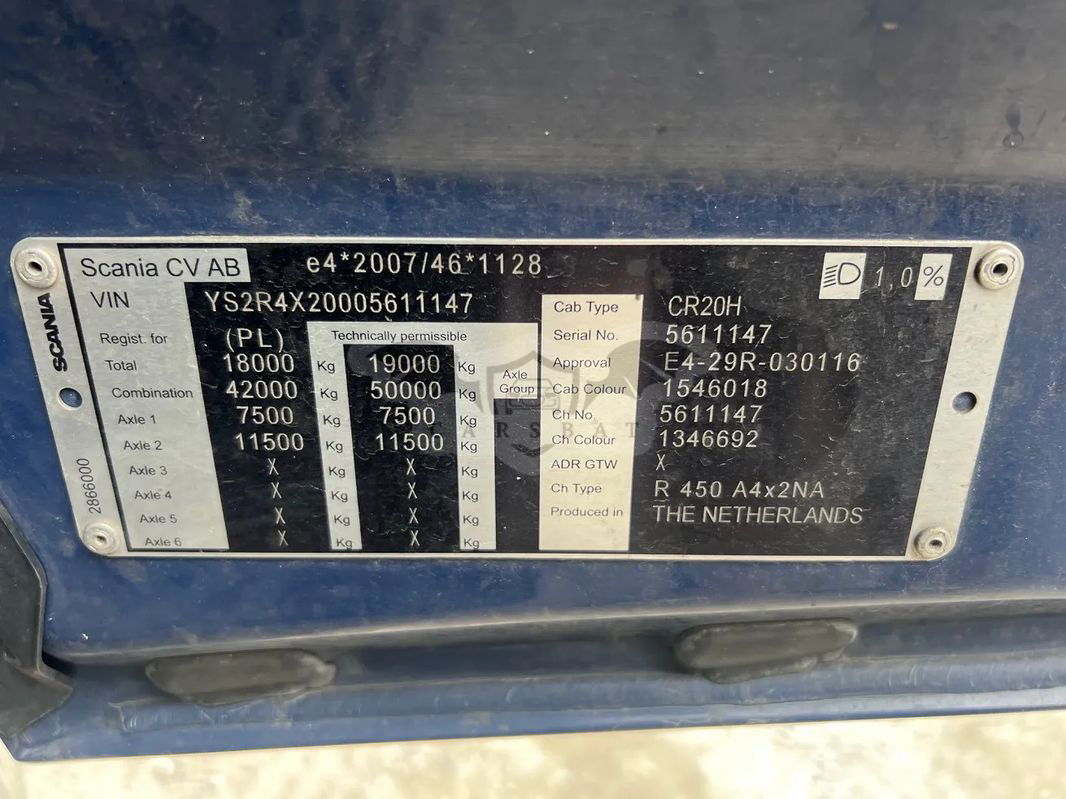 Scania CV AB e4*2007/46*1128 1,0%
VIN YS2R4X20005611147
Regist. for (PL) Technically permissible
Total 18000 Kg 19000 Kg
Combination 42000 Kg 50000 Kg
Axle 1 7500 Kg 7500 Kg
Axle 2 11500 Kg 11500 Kg
Axle 3 X Kg X Kg
Axle 4 X Kg X Kg
Axle 5 X Kg X Kg
Axle 6 X Kg X Kg
Axle
Group
Cab Type CR20H
Serial No. 5611147
Approval E4-29R-030116
Cab Colour 1546018
Ch No. 5611147
Ch Colour 1346692
ADR GTW X
Ch Type R 450 A4x2NA
Produced in THE NETHERLANDS
SCANIA
2866000